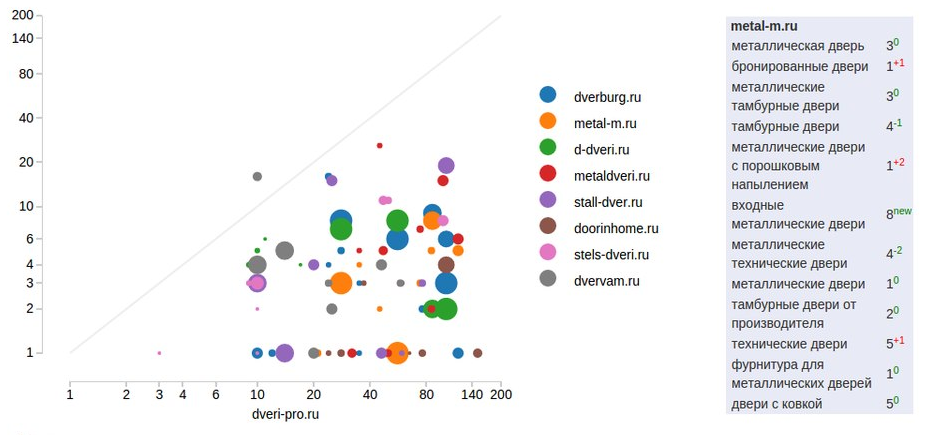 200
140
80
40
20
10
6
4
3
2
1
1
2
3
4
6
10
20
40
80
140
200
dveri-pro.ru
dverburg.ru
metal-m.ru
d-dveri.ru
metaldveri.ru
stall-dver.ru
doorinhome.ru
stels-dveri.ru
dvervam.ru
metal-m.ru
металлическая дверь 3 0
бронированные двери 1 +1
металлические
тамбурные двери 3 0
тамбурные двери 4 -1
металлические двери
с порошковым 1 +2
напылением
входные
металлические двери 8 new
металлические
технические двери 4 -2
металлические двери 1 0
тамбурные двери от
производителя 2 0
технические двери 5 +1
фурнитура для
металлических дверей 1 0
двери с ковкой 5 0